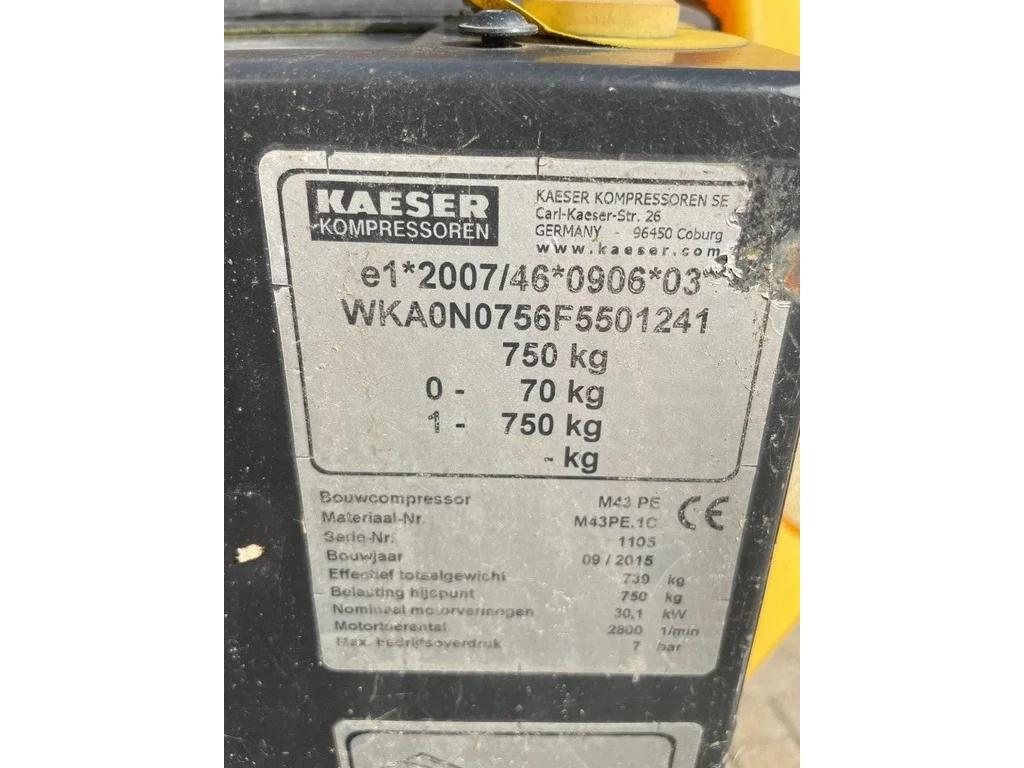 KAESER
KOMPRESSOREN
KAESER KOMPRESSOREN SE
Carl-Kaeser-Str. 26
GERMANY - 96450 Coburg
www.kaeser.com
e1*2007/46*0906*03
WKA0N0756F5501241
750 kg
0 - 70 kg
1 - 750 kg
- kg
Bouwcompressor M43 PE CE
Materiaal-Nr. M43PE.1C
Serie-Nr. 1105
Bouwjaar 09 / 2015
Effectief totaalgewicht 739 kg
Belasting hijspunt 750 kg
Nominaal motorvermogen 30,1 kW
Motortoerental 2800 1/min
Max. bedrijfsoverdruk 7 bar